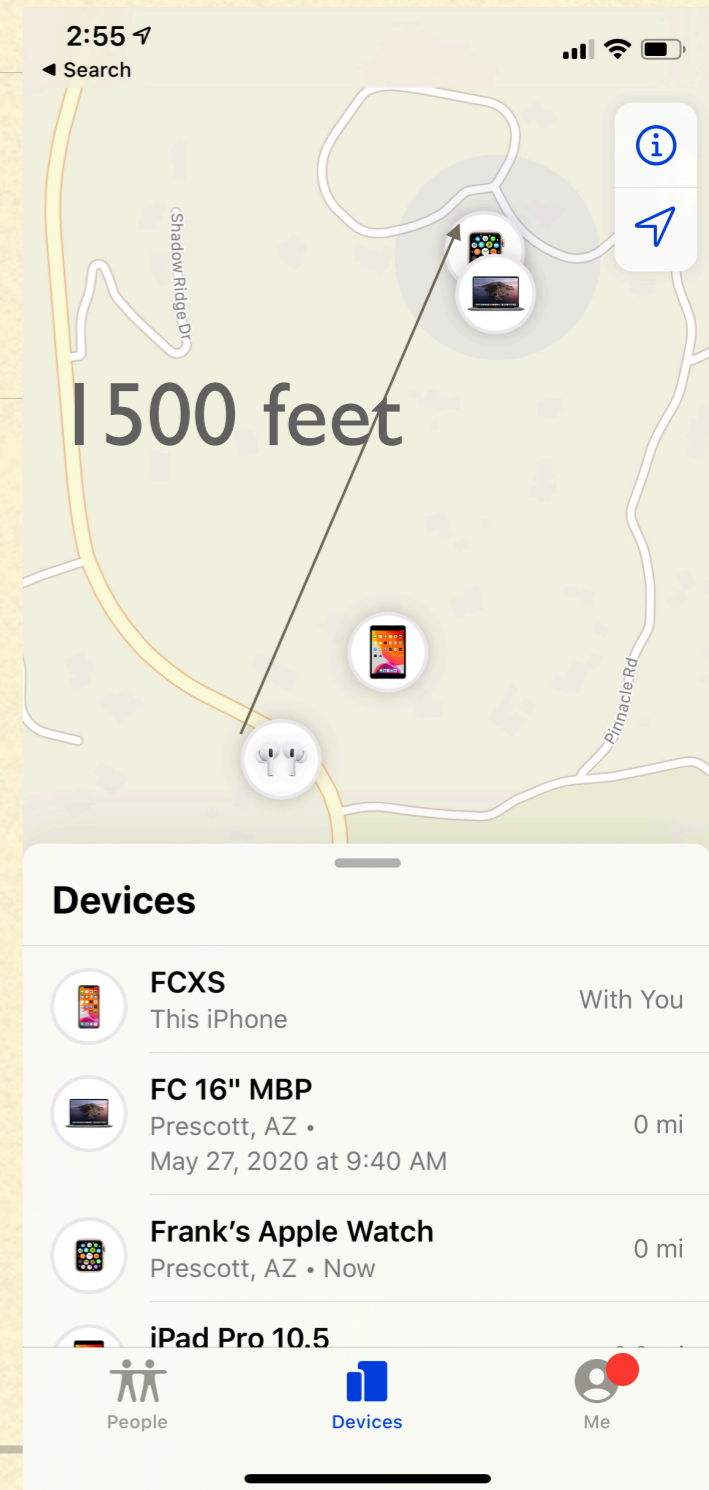 2:55
◀ Search
Shadow Ridge Dr
1500 feet
Pinnacle Rd
Devices
FCXS
This iPhone
With You
FC 16" MBP
Prescott, AZ •
May 27, 2020 at 9:40 AM
0 mi
Frank's Apple Watch
Prescott, AZ • Now
0 mi
iPad Pro 10.5
People
Devices
Me